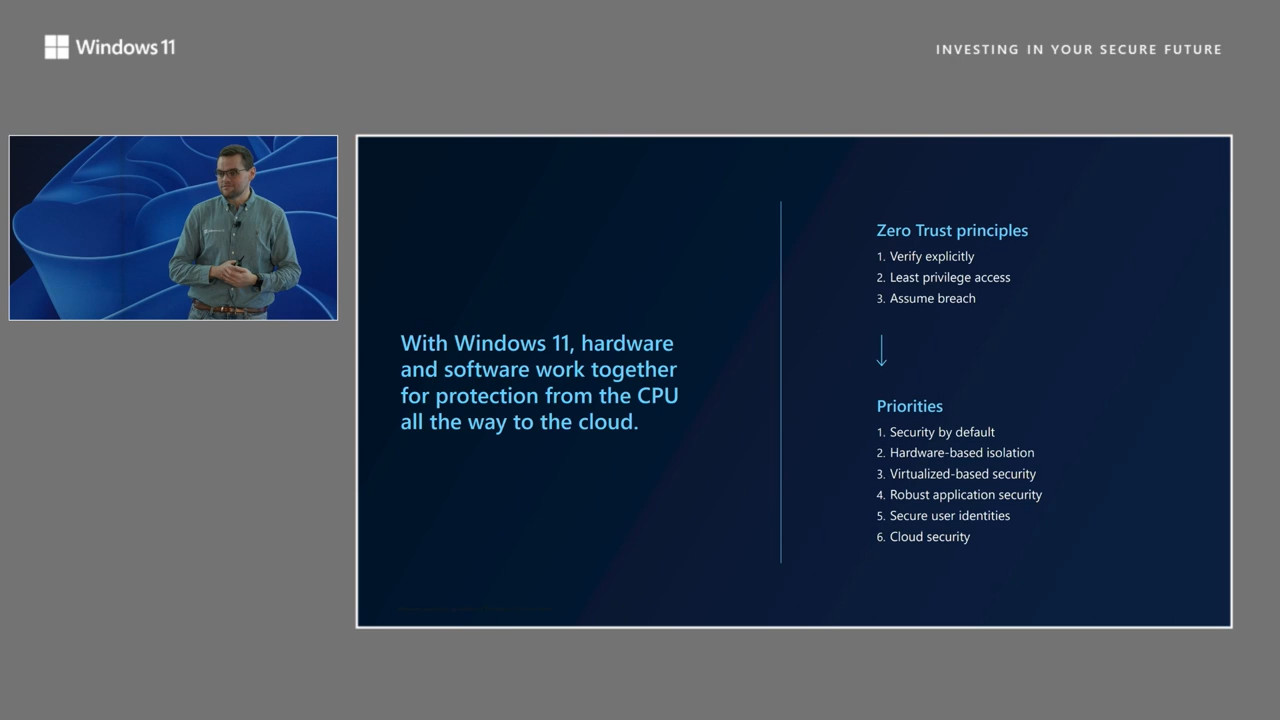 Windows 11
INVESTING IN YOUR SECURE FUTURE
With Windows 11, hardware
and software work together
for protection from the CPU
all the way to the cloud.
Zero Trust principles
1. Verify explicitly
2. Least privilege access
3. Assume breach
Priorities
1. Security by default
2. Hardware-based isolation
3. Virtualized-based security
4. Robust application security
5. Secure user identities
6. Cloud security